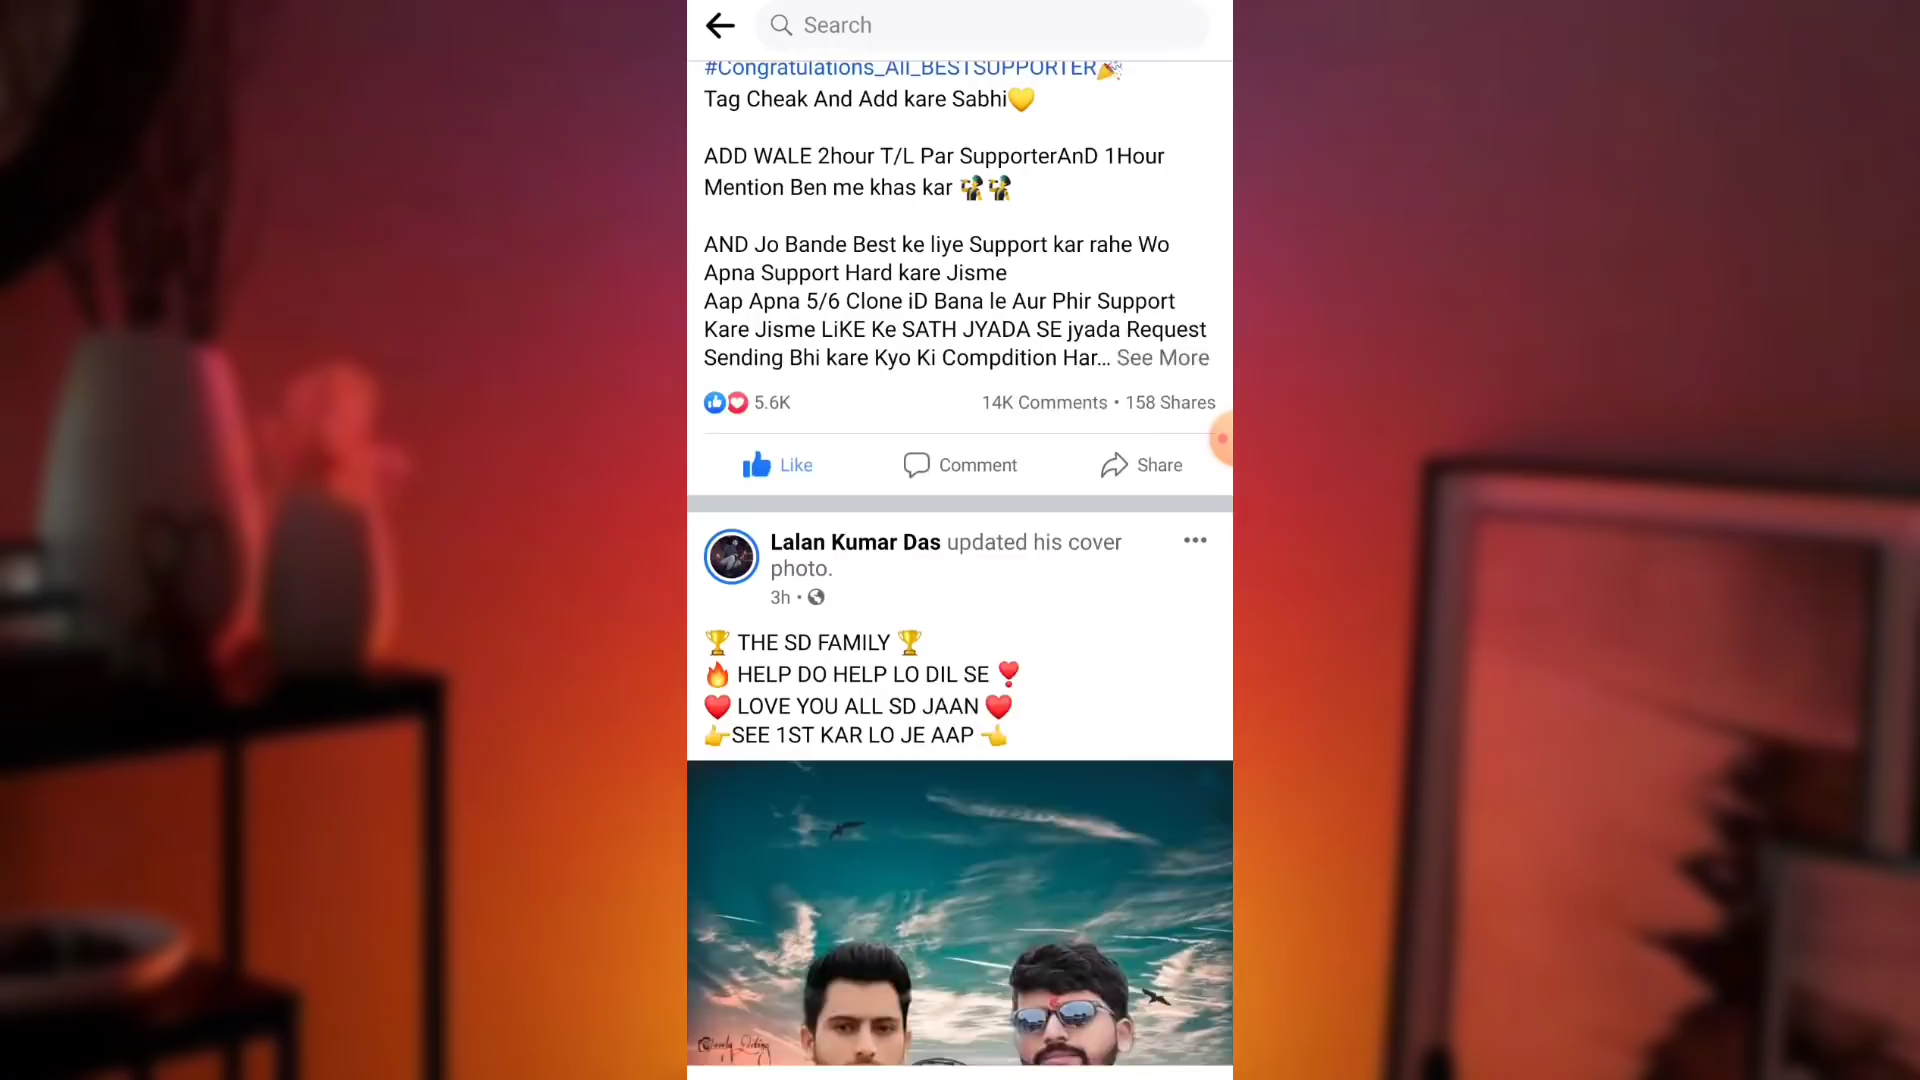 Search
#Congratulations_All_BESTSUPPORTER🎉
Tag Cheak And Add kare Sabhi💛
ADD WALE 2hour T/L Par SupporterAnD 1Hour
Mention Ben me khas kar
AND Jo Bande Best ke liye Support kar rahe Wo
Apna Support Hard kare Jisme
Aap Apna 5/6 Clone iD Bana le Aur Phir Support
Kare Jisme LiKE Ke SATH JYADA SE jyada Request
Sending Bhi kare Kyo Ki Compdition Har... See More
5.6K 14K Comments • 158 Shares
Like Comment Share
Lalan Kumar Das updated his cover
photo.
3h •
🏆 THE SD FAMILY 🏆
🔥 HELP DO HELP LO DIL SE ❣️
❤️ LOVE YOU ALL SD JAAN ❤️
👉SEE 1ST KAR LO JE AAP 👈